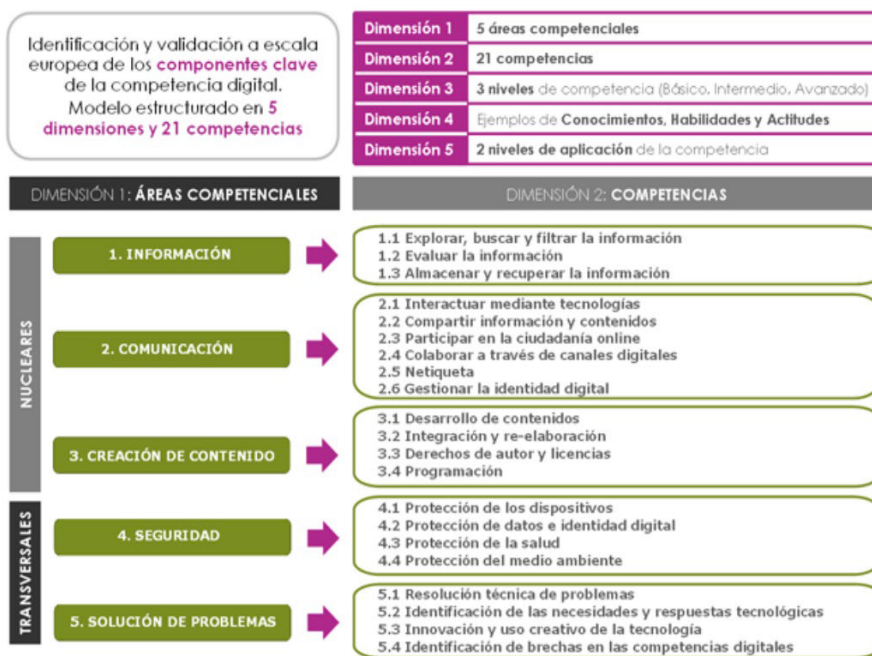 Identificación y validación a escala
europea de los componentes clave
de la competencia digital.
Modelo estructurado en 5
dimensiones y 21 competencias
Dimensión 1 5 áreas competenciales
Dimensión 2 21 competencias
Dimensión 3 3 niveles de competencia (Básico, Intermedio, Avanzado)
Dimensión 4 Ejemplos de Conocimientos, Habilidades y Actitudes
Dimensión 5 2 niveles de aplicación de la competencia
DIMENSIÓN 1: ÁREAS COMPETENCIALES
DIMENSIÓN 2: COMPETENCIAS
NUCLEARES
1. INFORMACIÓN
1.1 Explorar, buscar y filtrar la información
1.2 Evaluar la información
1.3 Almacenar y recuperar la información
2. COMUNICACIÓN
2.1 Interactuar mediante tecnologías
2.2 Compartir información y contenidos
2.3 Participar en la ciudadanía online
2.4 Colaborar a través de canales digitales
2.5 Netiqueta
2.6 Gestionar la identidad digital
3. CREACIÓN DE CONTENIDO
3.1 Desarrollo de contenidos
3.2 Integración y re-elaboración
3.3 Derechos de autor y licencias
3.4 Programación
TRANSVERSALES
4. SEGURIDAD
4.1 Protección de los dispositivos
4.2 Protección de datos e identidad digital
4.3 Protección de la salud
4.4 Protección del medio ambiente
5. SOLUCIÓN DE PROBLEMAS
5.1 Resolución técnica de problemas
5.2 Identificación de las necesidades y respuestas tecnológicas
5.3 Innovación y uso creativo de la tecnología
5.4 Identificación de brechas en las competencias digitales